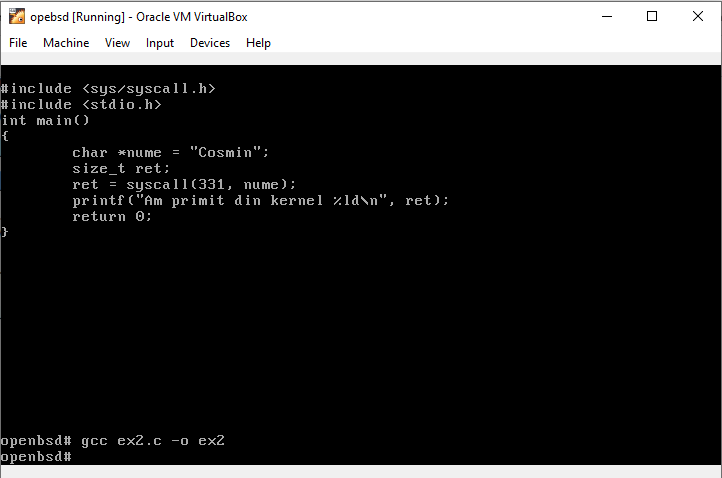 opebsd [Running] - Oracle VM VirtualBox
File Machine View Input Devices Help
#include <sys/syscall.h>
#include <stdio.h>
int main()
{
        char *nume = "Cosmin";
        size_t ret;
        ret = syscall(331, nume);
        printf("Am primit din kernel %ld\n", ret);
        return 0;
}
openbsd# gcc ex2.c -o ex2
openbsd#